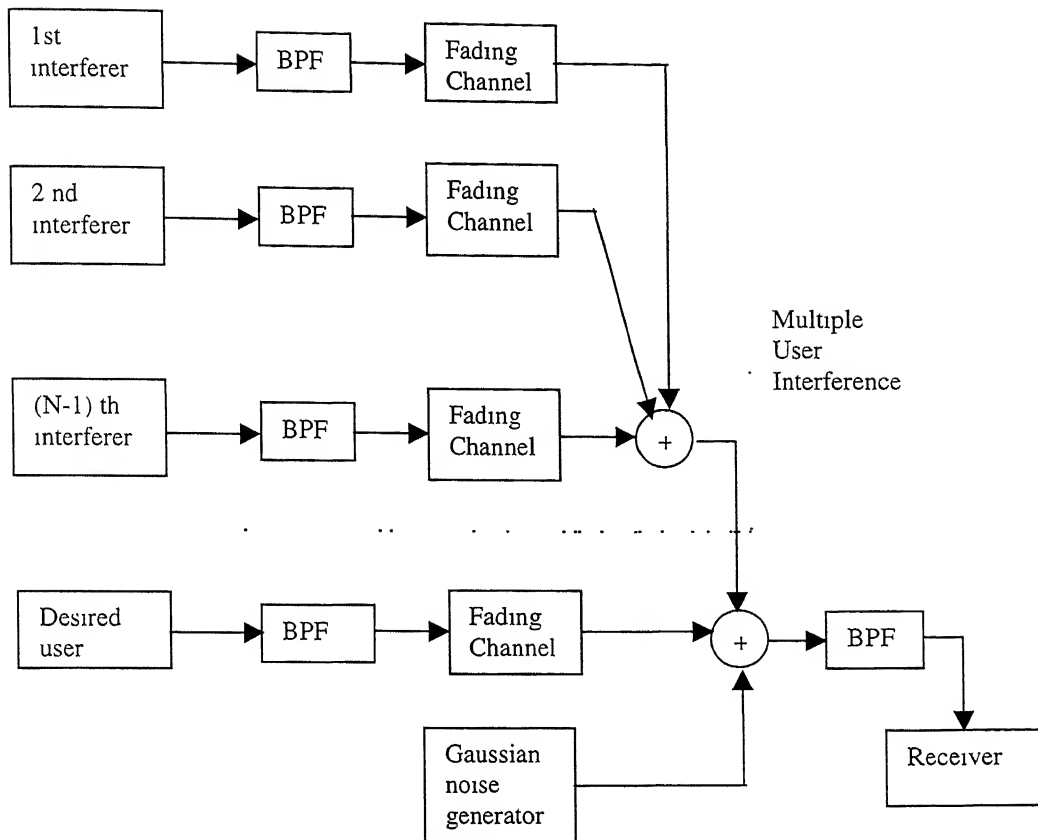 1st
interferer
BPF
Fading
Channel
2 nd
interferer
BPF
Fading
Channel
Multiple
User
Interference
(N-1) th
interferer
BPF
Fading
Channel
+
Desired
user
BPF
Fading
Channel
+
BPF
Gaussian
noise
generator
Receiver